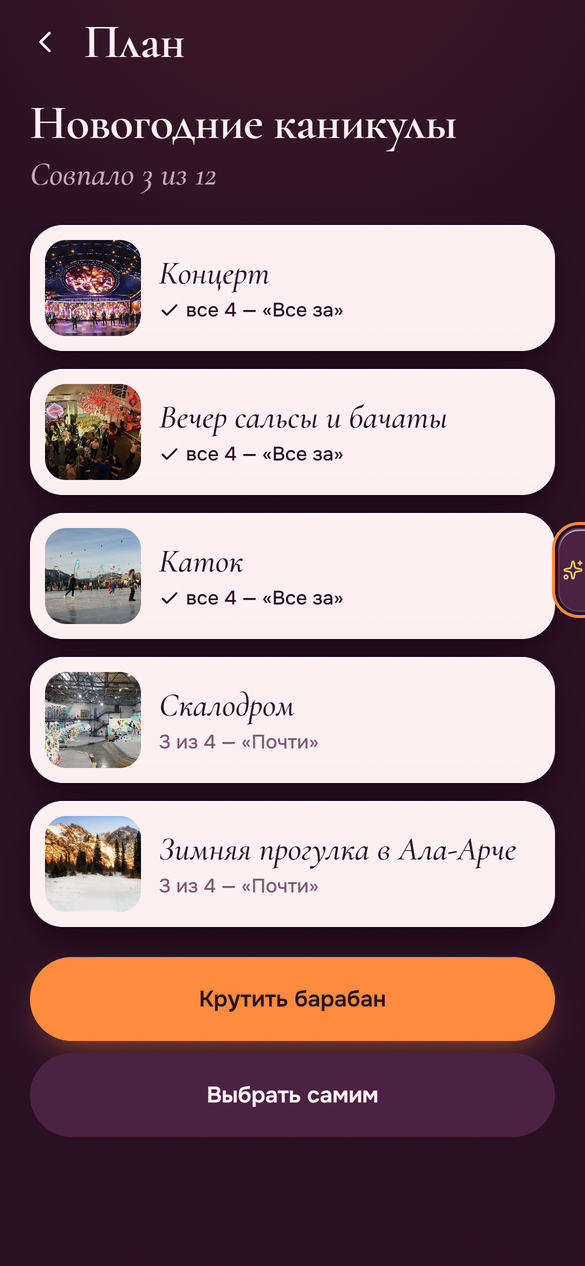 План
Новогодние каникулы
Совпало 3 из 12
Концерт
все 4 — «Все за»
Вечер сальсы и бачаты
все 4 — «Все за»
Каток
все 4 — «Все за»
Скалодром
3 из 4 — «Почти»
Зимняя прогулка в Ала-Арче
3 из 4 — «Почти»
Крутить барабан
Выбрать самим